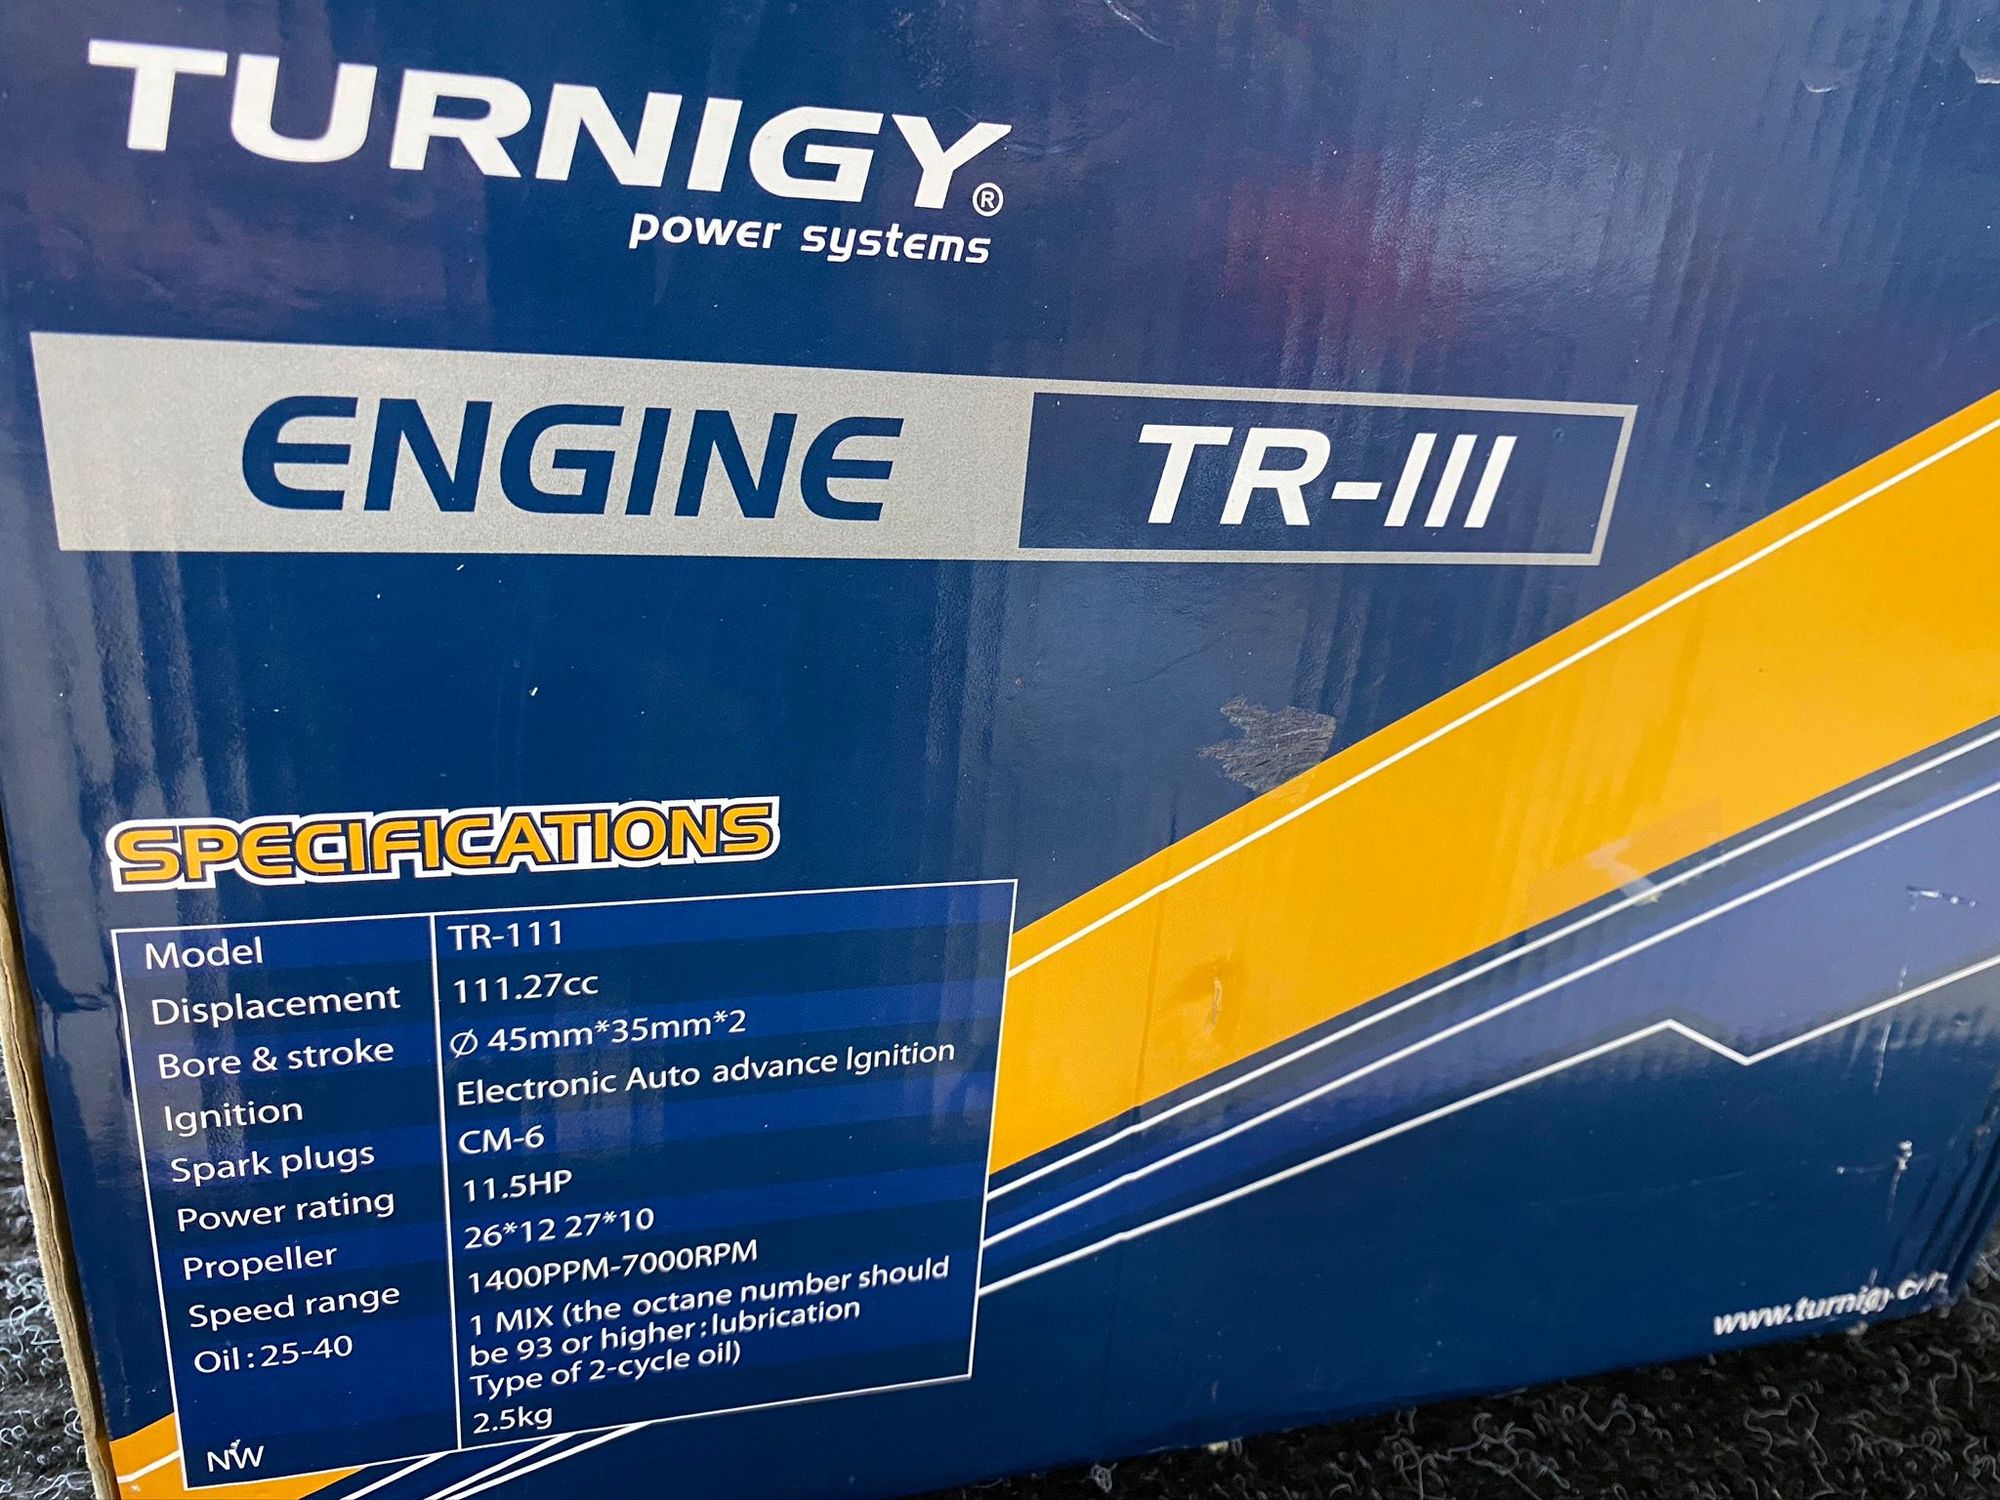 TURNIGY®
power systems
ENGINE TR-III
SPECIFICATIONS
Model TR-111
Displacement 111.27cc
Bore & stroke Ø 45mm*35mm*2
Ignition Electronic Auto advance Ignition
Spark plugs CM-6
Power rating 11.5HP
Propeller 26*12 27*10
Speed range 1400PPM-7000RPM
Oil : 25-40 1 MIX (the octane number should
be 93 or higher : lubrication
Type of 2-cycle oil)
NW 2.5kg